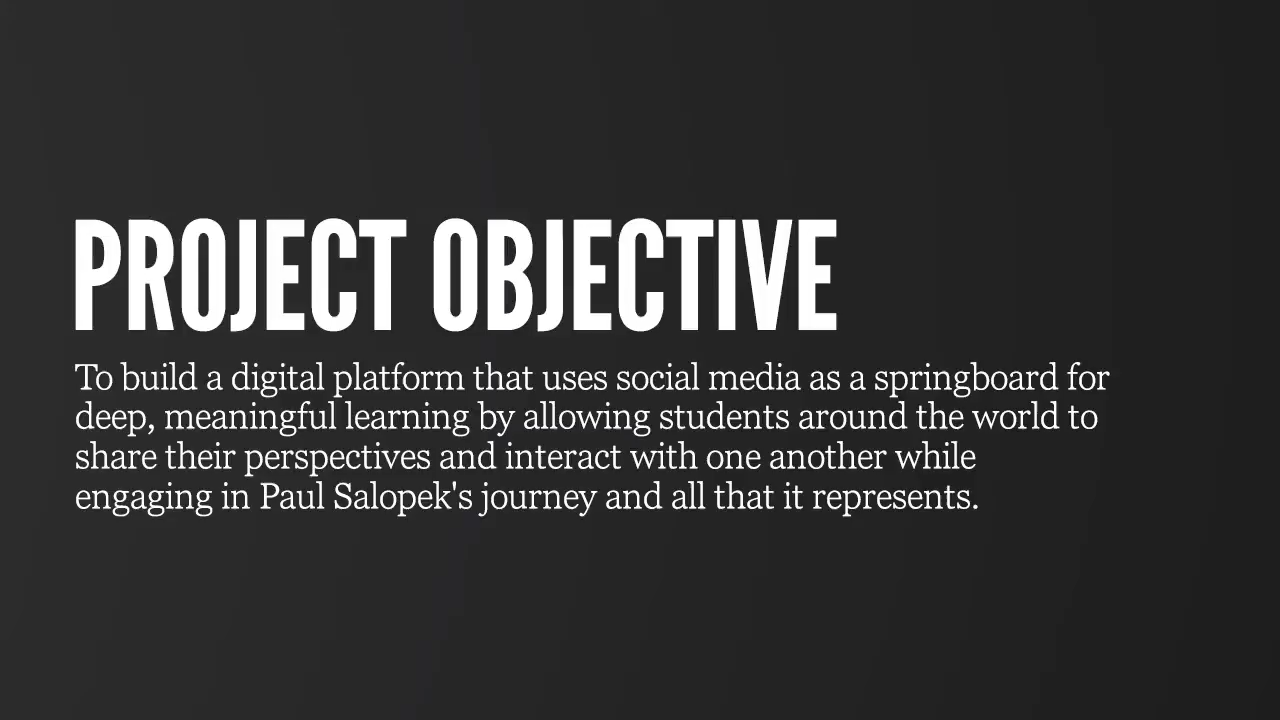 PROJECT OBJECTIVE
To build a digital platform that uses social media as a springboard for
deep, meaningful learning by allowing students around the world to
share their perspectives and interact with one another while
engaging in Paul Salopek's journey and all that it represents.